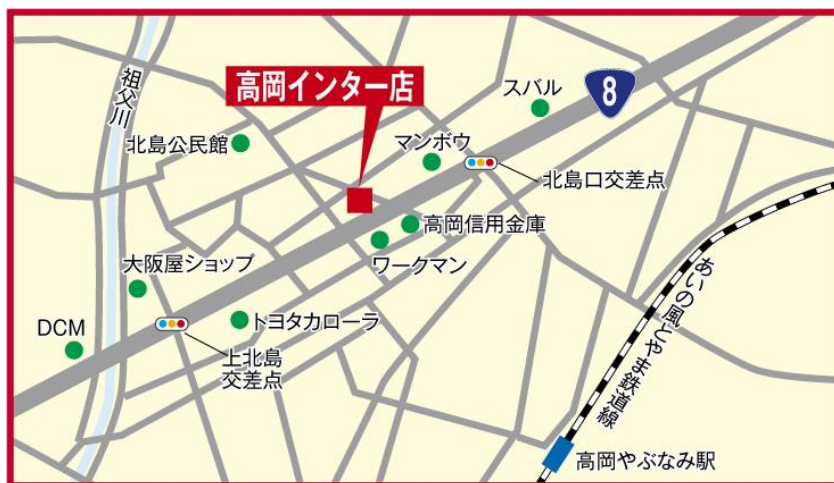 祖父川
高岡インター店
スバル
8
北島公民館
マンボウ
北島口交差点
高岡信用金庫
ワークマン
大阪屋ショップ
トヨタカローラ
DCM
上北島
交差点
あいの風とやま鉄道線
高岡やぶなみ駅